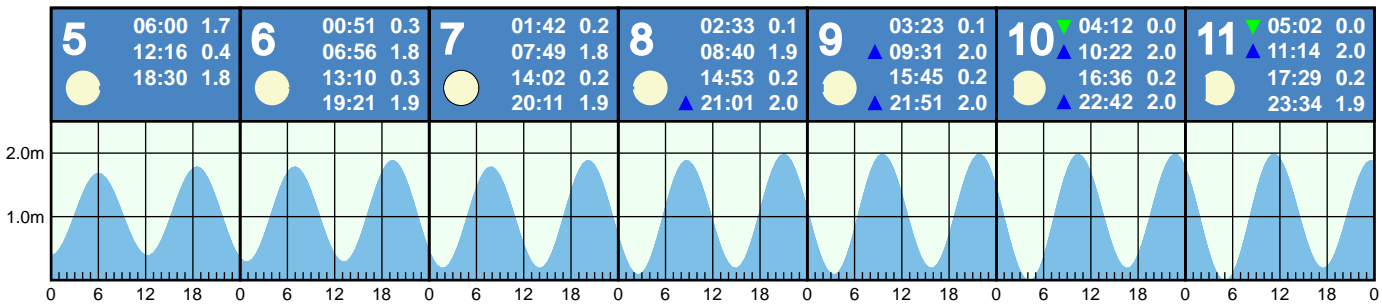 5 06:00 1.7
12:16 0.4
18:30 1.8
6 00:51 0.3
06:56 1.8
13:10 0.3
19:21 1.9
7 01:42 0.2
07:49 1.8
14:02 0.2
20:11 1.9
8 02:33 0.1
08:40 1.9
14:53 0.2
▲ 21:01 2.0
9 03:23 0.1
▲ 09:31 2.0
15:45 0.2
▲ 21:51 2.0
10 ▼ 04:12 0.0
▲ 10:22 2.0
16:36 0.2
▲ 22:42 2.0
11 ▼ 05:02 0.0
▲ 11:14 2.0
17:29 0.2
23:34 1.9
2.0m
1.0m
0 6 12 18 0 6 12 18 0 6 12 18 0 6 12 18 0 6 12 18 0 6 12 18 0 6 12 18 0